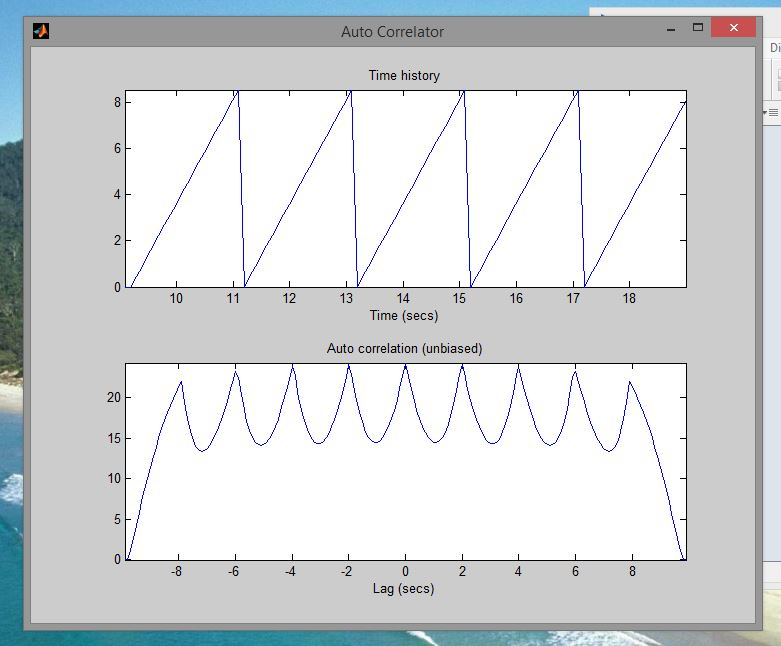 Auto Correlator
Di
Time history
8
6
4
2
0
10 11 12 13 14 15 16 17 18
Time (secs)
Auto correlation (unbiased)
20
15
10
5
0
-8 -6 -4 -2 0 2 4 6 8
Lag (secs)